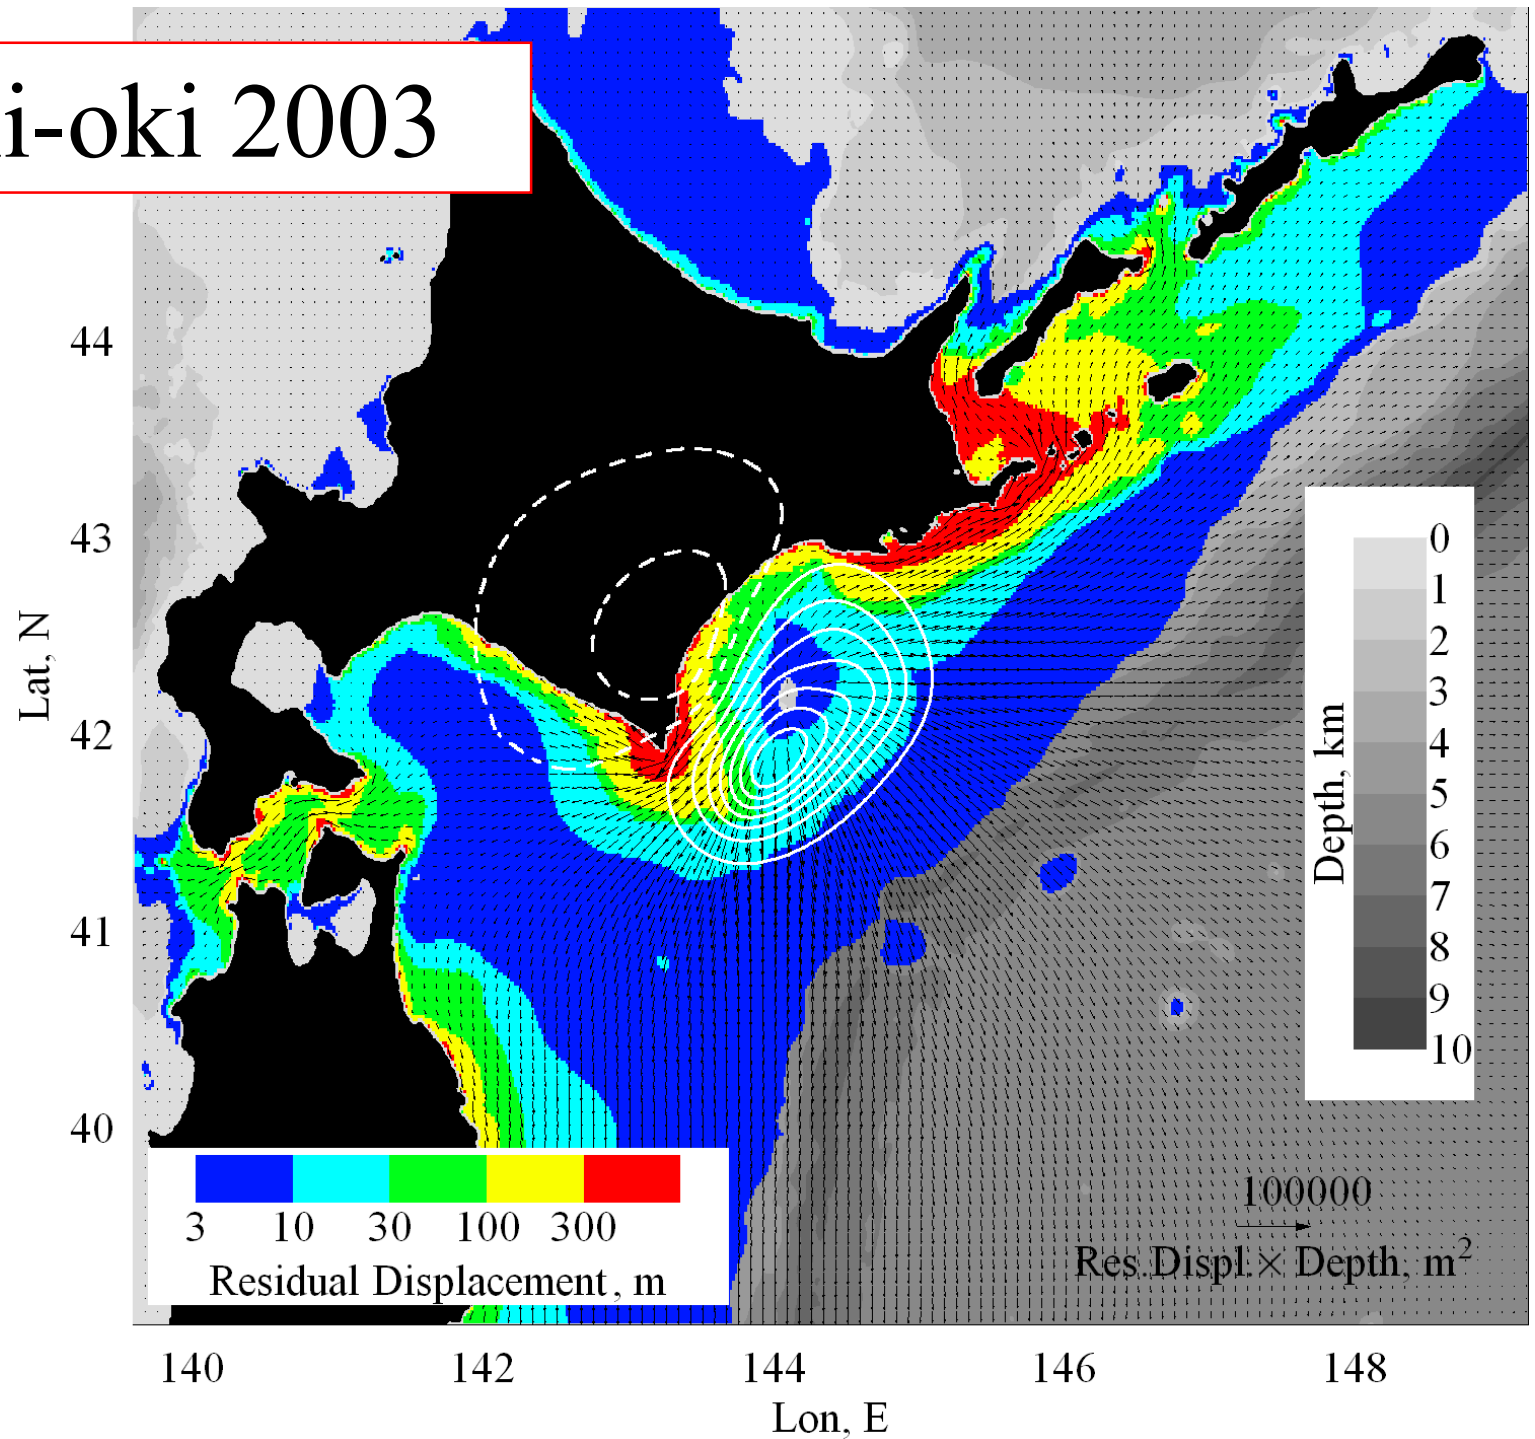 i-oki 2003
44
43
42
41
40
Lat, N
140 142 144 146 148
Lon, E
Depth, km
0
1
2
3
4
5
6
7
8
9
10
3 10 30 100 300
Residual Displacement, m
100000
Res.Displ.× Depth, m²